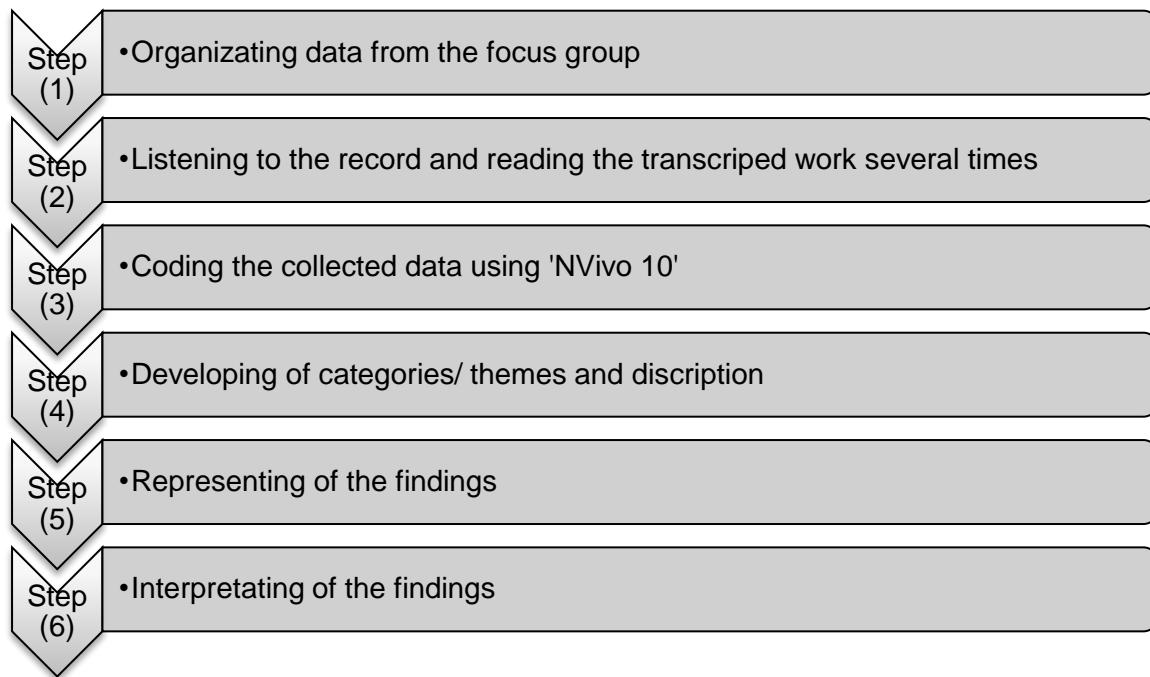 Step
(1)
•Organizating data from the focus group
Step
(2)
•Listening to the record and reading the transcriped work several times
Step
(3)
•Coding the collected data using 'NVivo 10'
Step
(4)
•Developing of categories/ themes and discription
Step
(5)
•Representing of the findings
Step
(6)
•Interpretating of the findings